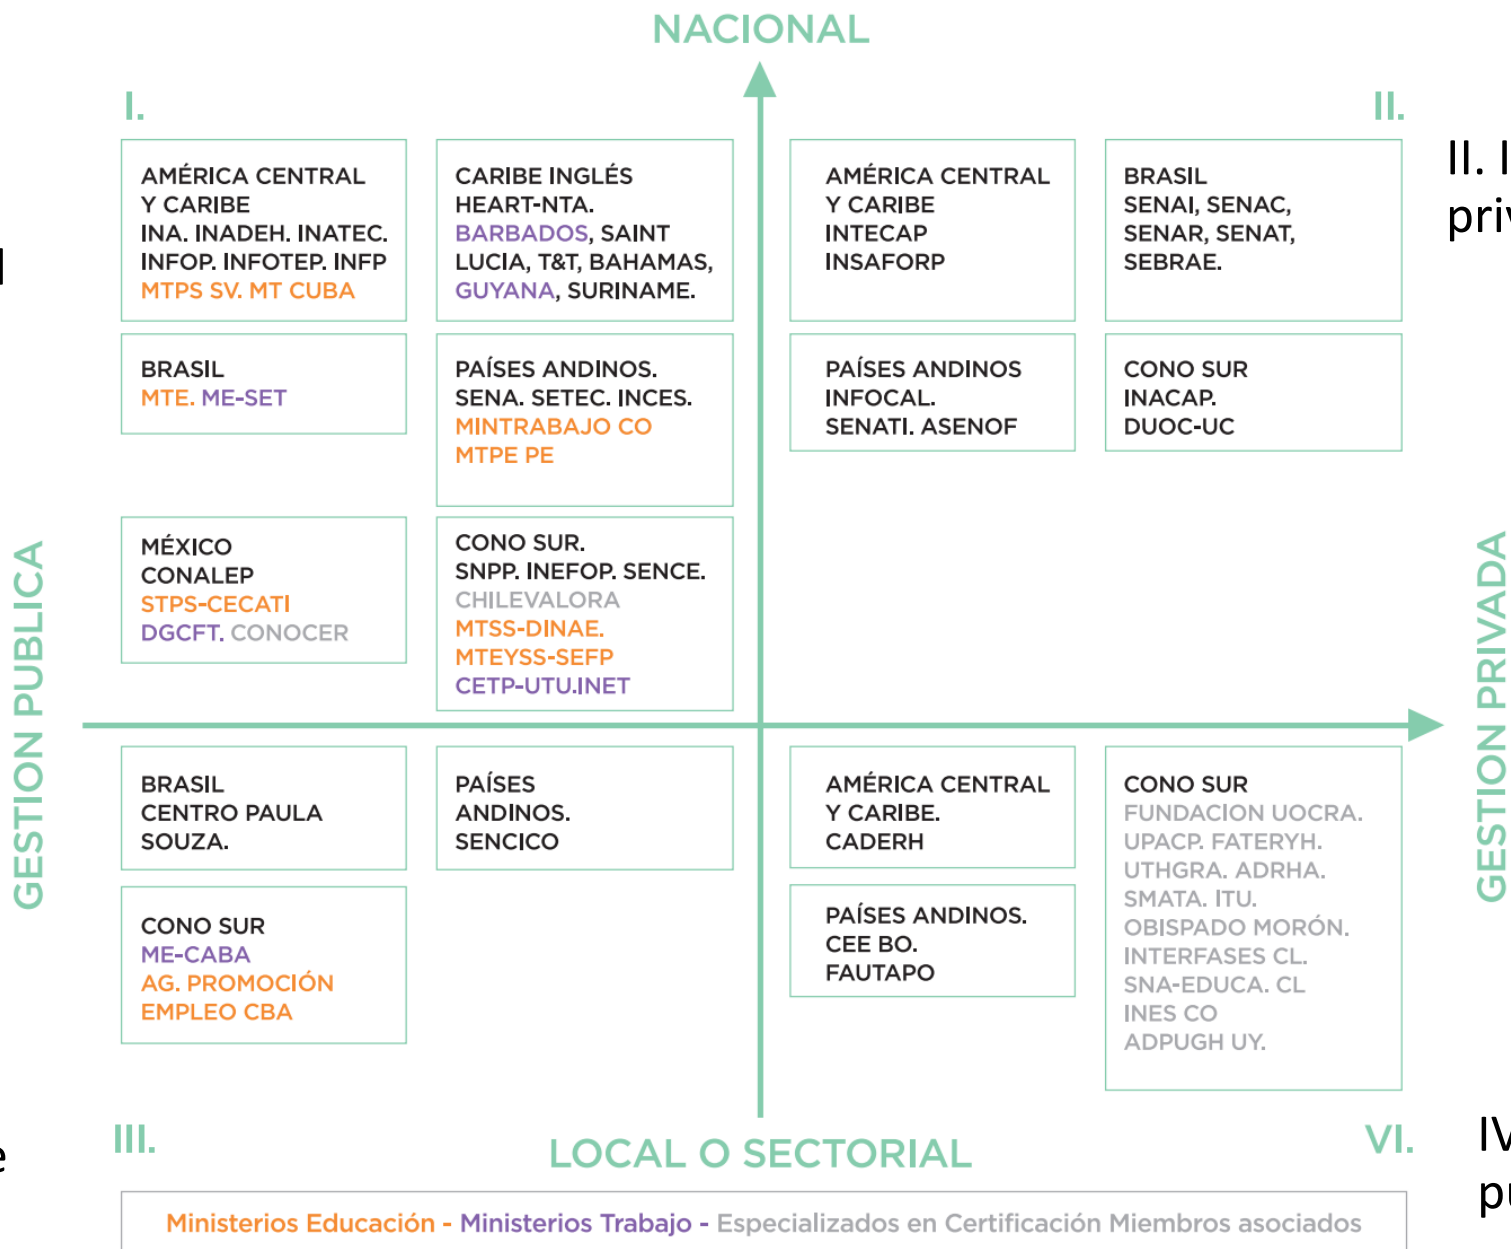 NACIONAL
I.
II.
AMÉRICA CENTRAL
Y CARIBE
INA. INADEH. INATEC.
INFOP. INFOTEP. INFP
MTPS SV. MT CUBA
CARIBE INGLÉS
HEART-NTA.
BARBADOS, SAINT
LUCIA, T&T, BAHAMAS,
GUYANA, SURINAME.
AMÉRICA CENTRAL
Y CARIBE
INTECAP
INSAFORP
BRASIL
SENAI, SENAC,
SENAR, SENAT,
SEBRAE.
II. I
priv
BRASIL
MTE. ME-SET
PAÍSES ANDINOS.
SENA. SETEC. INCES.
MINTRABAJO CO
MTPE PE
PAÍSES ANDINOS
INFOCAL.
SENATI. ASENOF
CONO SUR
INACAP.
DUOC-UC
MÉXICO
CONALEP
STPS-CECATI
DGCFT. CONOCER
CONO SUR.
SNPP. INEFOP. SENCE.
CHILEVALORA
MTSS-DINAE.
MTEYSS-SEFP
CETP-UTU.INET
GESTION PUBLICA
GESTION PRIVADA
BRASIL
CENTRO PAULA
SOUZA.
PAÍSES
ANDINOS.
SENCICO
AMÉRICA CENTRAL
Y CARIBE.
CADERH
CONO SUR
FUNDACION UOCRA.
UPACP. FATERYH.
UTHGRA. ADRHA.
SMATA. ITU.
OBISPADO MORÓN.
INTERFASES CL.
SNA-EDUCA. CL
INES CO
ADPUGH UY.
CONO SUR
ME-CABA
AG. PROMOCIÓN
EMPLEO CBA
PAÍSES ANDINOS.
CEE BO.
FAUTAPO
III.
LOCAL O SECTORIAL
VI.
e
IV
pu
Ministerios Educación - Ministerios Trabajo - Especializados en Certificación Miembros asociados